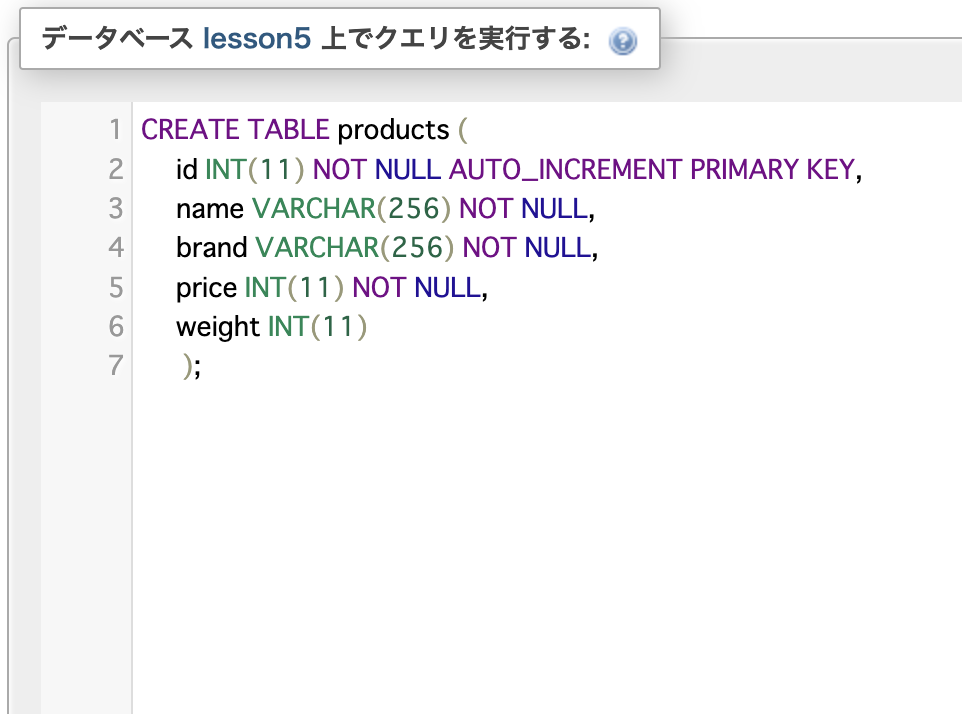 データベース lesson5 上でクエリを実行する:
1 CREATE TABLE products (
2 id INT(11) NOT NULL AUTO_INCREMENT PRIMARY KEY,
3 name VARCHAR(256) NOT NULL,
4 brand VARCHAR(256) NOT NULL,
5 price INT(11) NOT NULL,
6 weight INT(11)
7 );